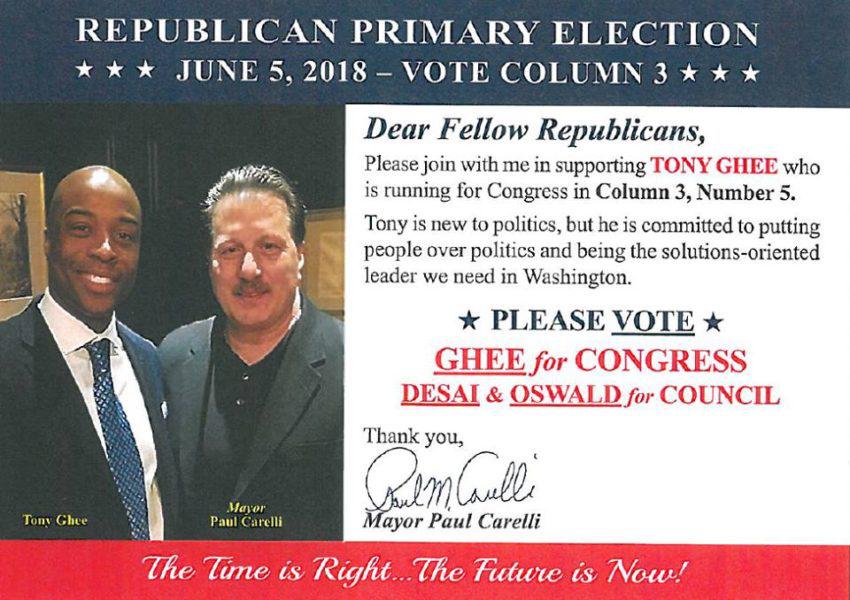 REPUBLICAN PRIMARY ELECTION
★ ★ ★ JUNE 5, 2018 – VOTE COLUMN 3 ★ ★ ★
Dear Fellow Republicans,
Please join with me in supporting TONY GHEE who
is running for Congress in Column 3, Number 5.
Tony is new to politics, but he is committed to putting
people over politics and being the solutions-oriented
leader we need in Washington.
★ PLEASE VOTE ★
GHEE for CONGRESS
DESAI & OSWALD for COUNCIL
Thank you,
Paul M. Carelli
Mayor Paul Carelli
Tony Ghee
Mayor
Paul Carelli
The Time is Right...The Future is Now!